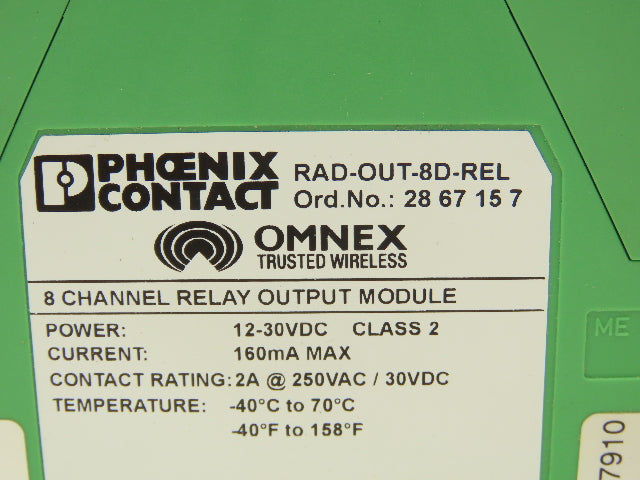 PHŒNIX CONTACT
RAD-OUT-8D-REL
Ord.No.: 28 67 15 7
OMNEX
TRUSTED WIRELESS
8 CHANNEL RELAY OUTPUT MODULE
POWER: 12-30VDC CLASS 2
CURRENT: 160mA MAX
CONTACT RATING: 2A @ 250VAC / 30VDC
TEMPERATURE: -40°C to 70°C
-40°F to 158°F
ME
7910